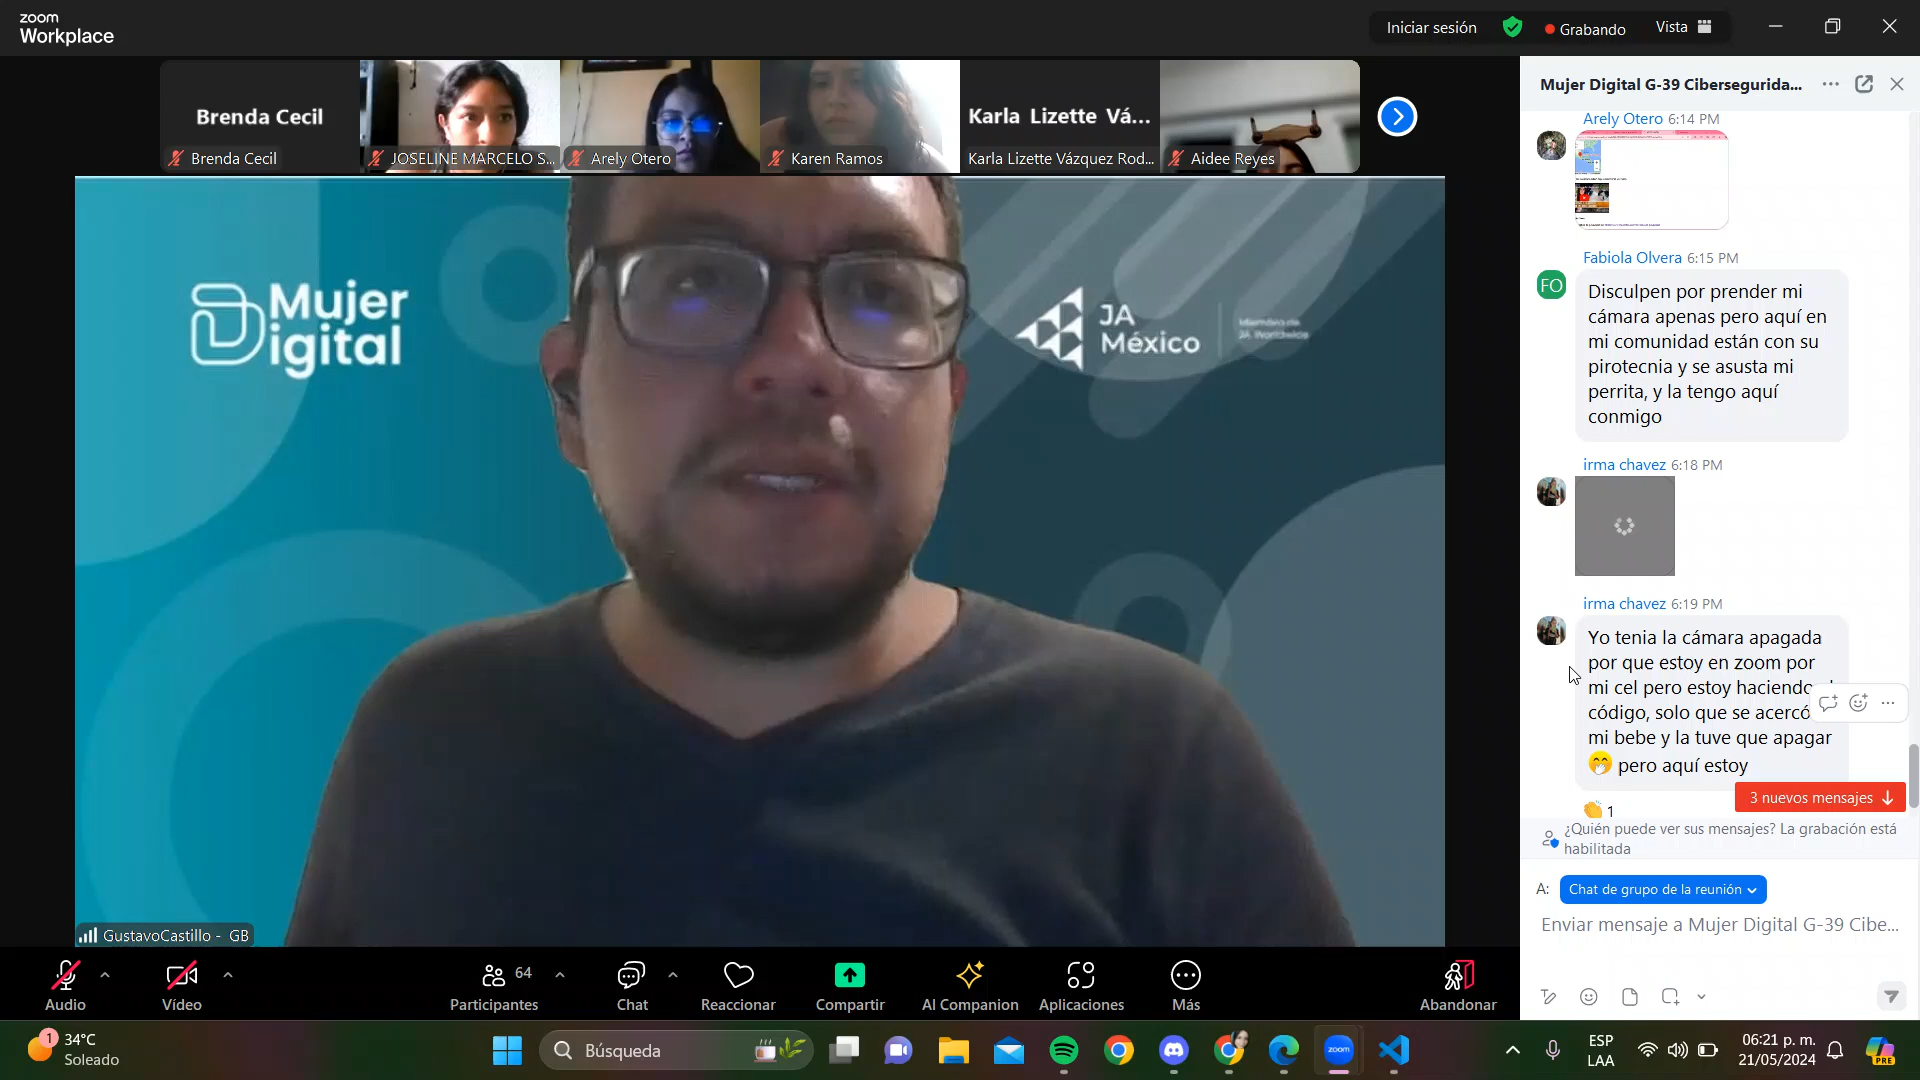 zoom
Workplace
Iniciar sesión
Grabando
Vista
Brenda Cecil
Brenda Cecil
JOSELINE MARCELO S...
Arely Otero
Karen Ramos
Karla Lizette Vá...
Karla Lizette Vázquez Rod...
Aidee Reyes
Mujer
Digital
JA
México
GustavoCastillo - GB
Mujer Digital G-39 Cibersegurida...
Arely Otero 6:14 PM
Fabiola Olvera 6:15 PM
FO
Disculpen por prender mi
cámara apenas pero aquí en
mi comunidad están con su
pirotecnia y se asusta mi
perrita, y la tengo aquí
conmigo
irma chavez 6:18 PM
irma chavez 6:19 PM
Yo tenia la cámara apagada
por que estoy en zoom por
mi cel pero estoy haciendo
código, solo que se acercó
mi bebe y la tuve que apagar
🤭 pero aquí estoy
👏 1
3 nuevos mensajes
¿Quién puede ver sus mensajes? La grabación está
habilitada
A: Chat de grupo de la reunión
Enviar mensaje a Mujer Digital G-39 Cibe...
Audio
Vídeo
64
Participantes
Chat
Reaccionar
Compartir
AI Companion
Aplicaciones
Más
Abandonar
1
34°C
Soleado
Búsqueda
zoom
ESP
LAA
06:21 p. m.
21/05/2024
PRE